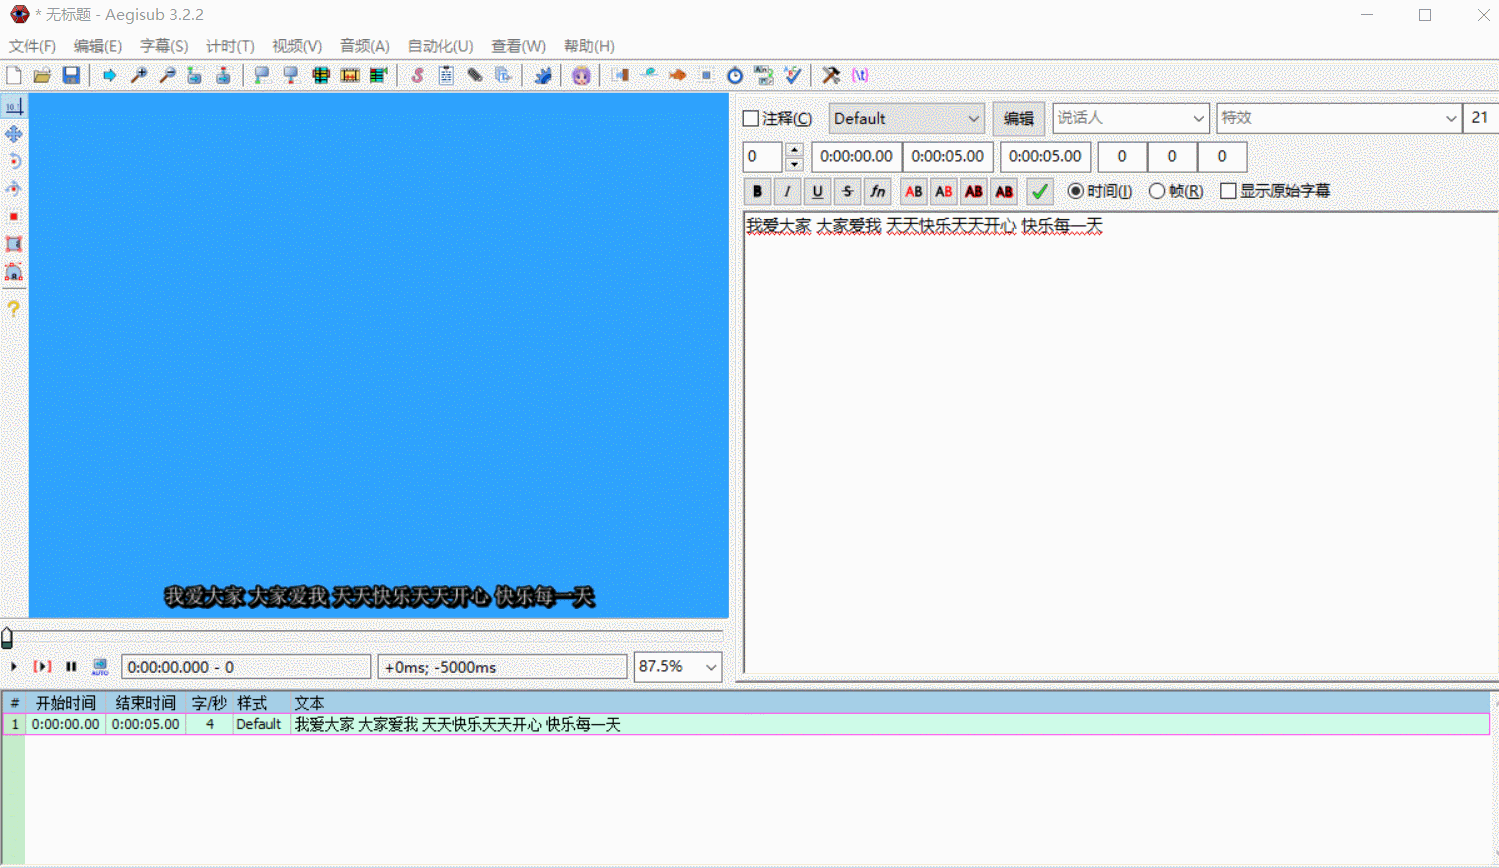 * 无标题 - Aegisub 3.2.2
文件(F) 编辑(E) 字幕(S) 计时(T) 视频(V) 音频(A) 自动化(U) 查看(W) 帮助(H)
注释(C) Default 编辑 说话人 特效 21
0 0:00:00.00 0:00:05.00 0:00:05.00 0 0 0
B I U S fn AB AB AB AB 时间(I) 帧(R) 显示原始字幕
我爱大家 大家爱我 天天快乐天天开心 快乐每一天
我爱大家 大家爱我 天天快乐天天开心 快乐每一天
AUTO 0:00:00.000 - 0 +0ms; -5000ms 87.5%
# 开始时间 结束时间 字/秒 样式 文本
1 0:00:00.00 0:00:05.00 4 Default 我爱大家 大家爱我 天天快乐天天开心 快乐每一天